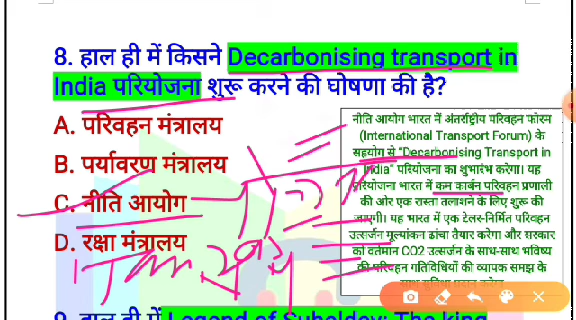 8. हाल ही में किसने Decarbonising transport in
India परियोजना शुरू करने की घोषणा की है?
A. परिवहन मंत्रालय
B. पर्यावरण मंत्रालय
C. नीति आयोग
D. रक्षा मंत्रालय
नीति आयोग भारत में अंतर्राष्ट्रीय परिवहन फोरम
(International Transport Forum) के
सहयोग से "Decarbonising Transport in
India" परियोजना का शुभारंभ करेगा। यह
परियोजना भारत में कम कार्बन परिवहन प्रणाली
की ओर एक रास्ता तलाशने के लिए शुरू की
जाएगी। यह भारत में एक टेलर-निर्मित परिवहन
उत्सर्जन मूल्यांकन ढांचा तैयार करेगा और सरकार
को वर्तमान CO2 उत्सर्जन के साथ-साथ भविष्य
की परिवहन गतिविधियों की व्यापक समझ के
9. हाल ही में Legend of Suheldev: The king